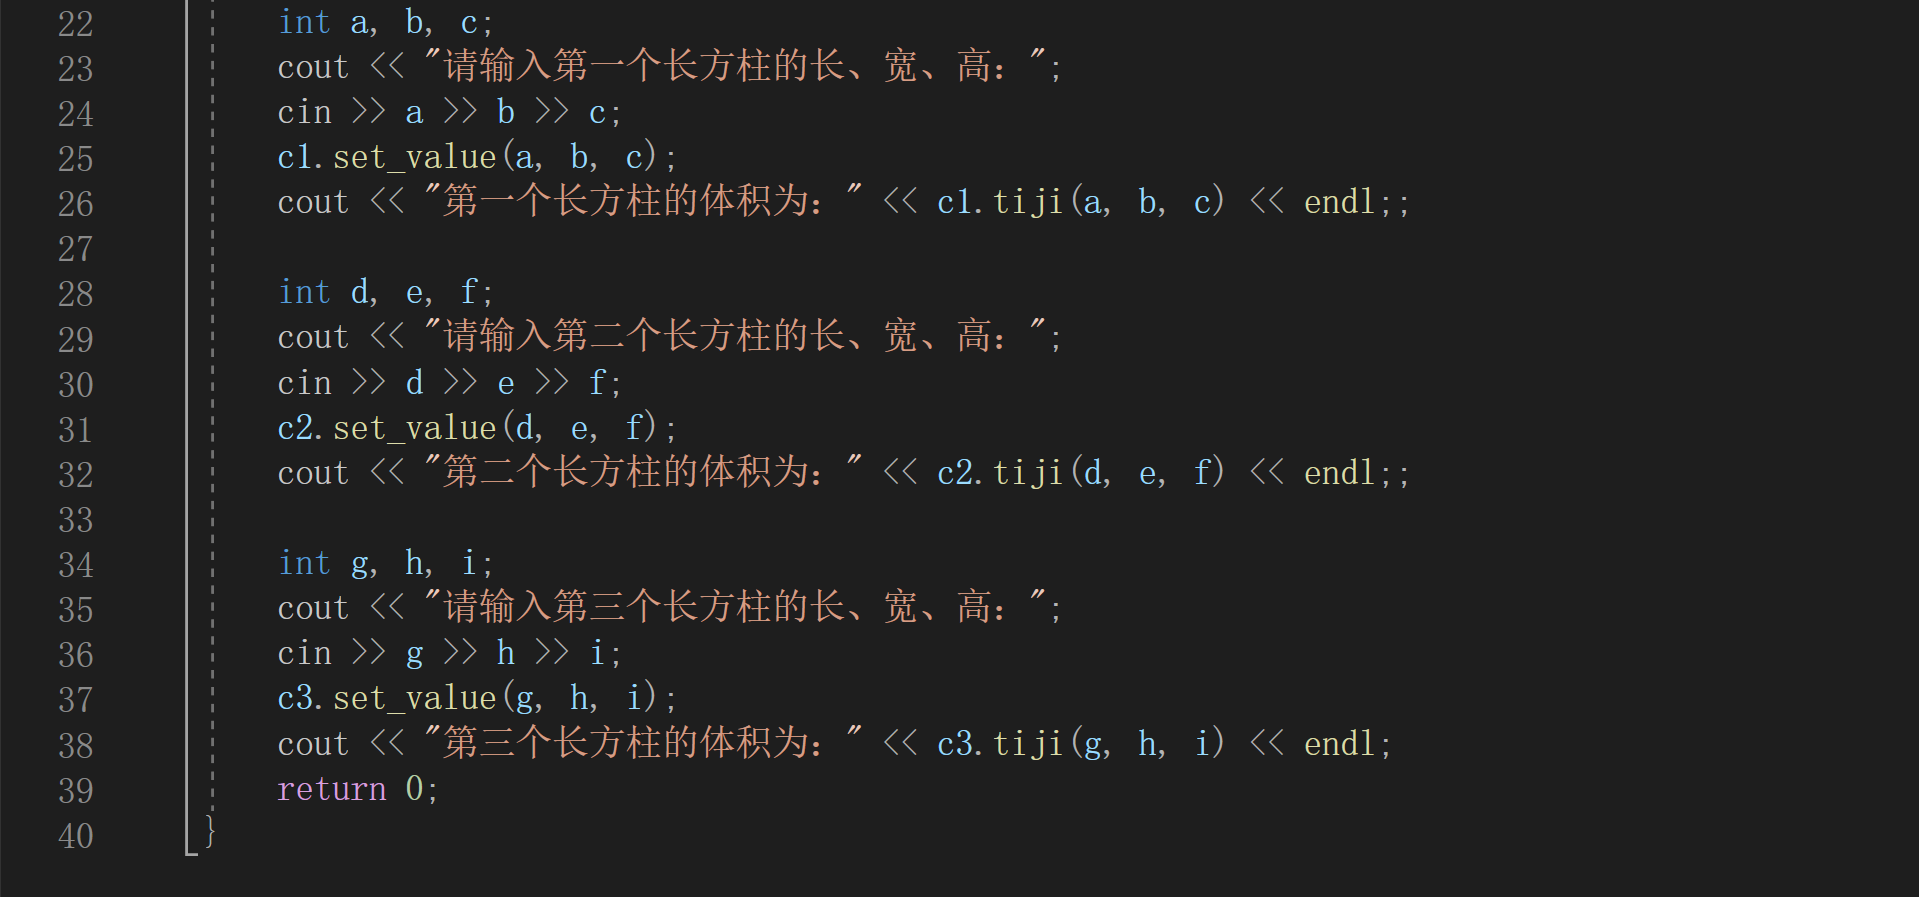 22 int a, b, c;
23 cout << "请输入第一个长方柱的长、宽、高：";
24 cin >> a >> b >> c;
25 c1.set_value(a, b, c);
26 cout << "第一个长方柱的体积为：" << c1.tiji(a, b, c) << endl;;
27
28 int d, e, f;
29 cout << "请输入第二个长方柱的长、宽、高：";
30 cin >> d >> e >> f;
31 c2.set_value(d, e, f);
32 cout << "第二个长方柱的体积为：" << c2.tiji(d, e, f) << endl;;
33
34 int g, h, i;
35 cout << "请输入第三个长方柱的长、宽、高：";
36 cin >> g >> h >> i;
37 c3.set_value(g, h, i);
38 cout << "第三个长方柱的体积为：" << c3.tiji(g, h, i) << endl;
39 return 0;
40 }